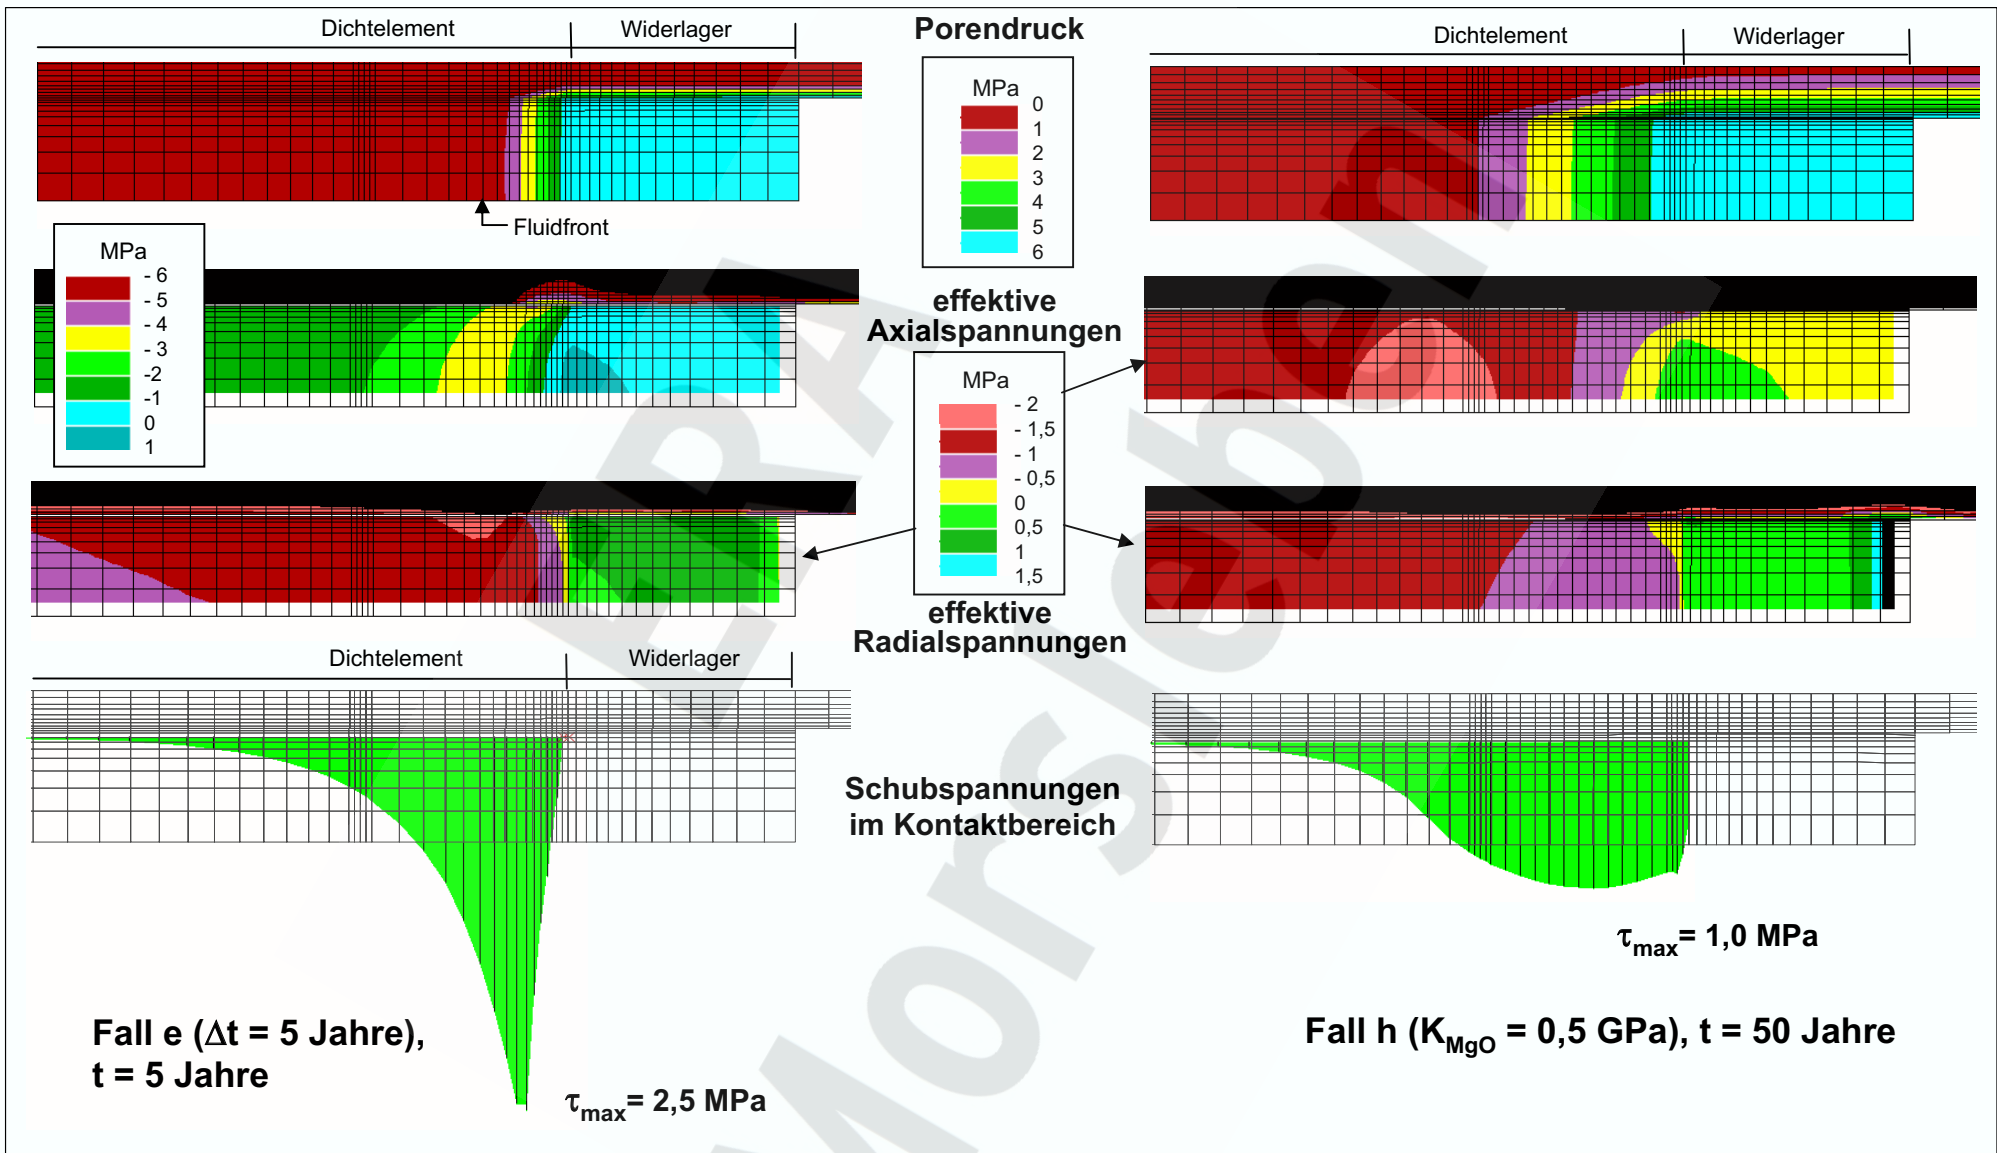 Dichtelement
Widerlager
Porendruck
Dichtelement
Widerlager
MPa
0
1
2
3
4
5
6
Fluidfront
MPa
- 6
- 5
- 4
- 3
-2
-1
0
1
effektive
Axialspannungen
MPa
- 2
- 1,5
- 1
- 0,5
0
0,5
1
1,5
effektive
Radialspannungen
Dichtelement
Widerlager
Schubspannungen
im Kontaktbereich
τmax= 1,0 MPa
Fall e (Δt = 5 Jahre),
t = 5 Jahre
τmax= 2,5 MPa
Fall h (KMgO = 0,5 GPa), t = 50 Jahre
ERA
Morsleben